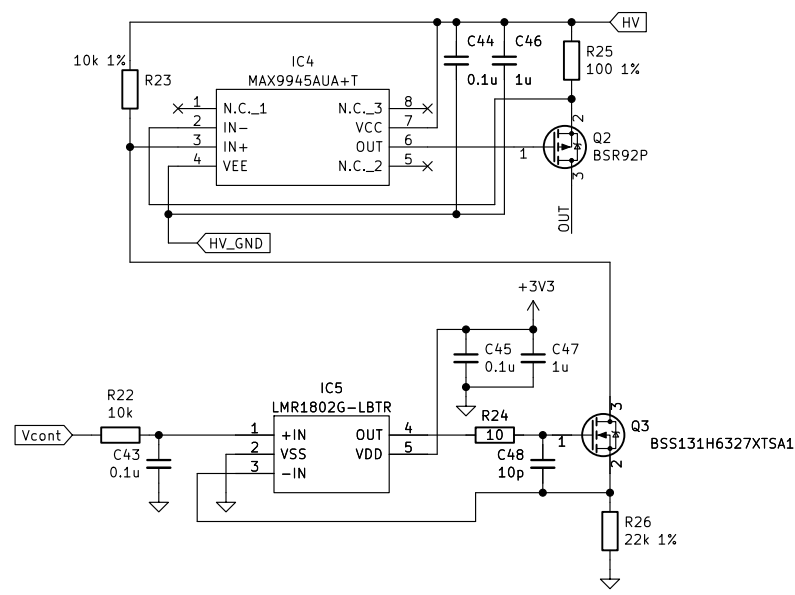 HV
C44
C46
R25
100 1%
10k 1%
R23
IC4
MAX9945AUA+T
0.1u
1u
1
N.C._1
N.C._3
8
2
IN-
VCC
7
3
IN+
OUT
6
4
VEE
N.C._2
5
2
Q2
BSR92P
1
3
OUT
HV_GND
+3V3
C45
0.1u
C47
1u
IC5
LMR1802G-LBTR
R22
10k
Vcont
C43
0.1u
1
+IN
OUT
4
2
VSS
VDD
5
3
-IN
R24
10
C48
10p
3
Q3
1
BSS131H6327XTSA1
2
R26
22k 1%